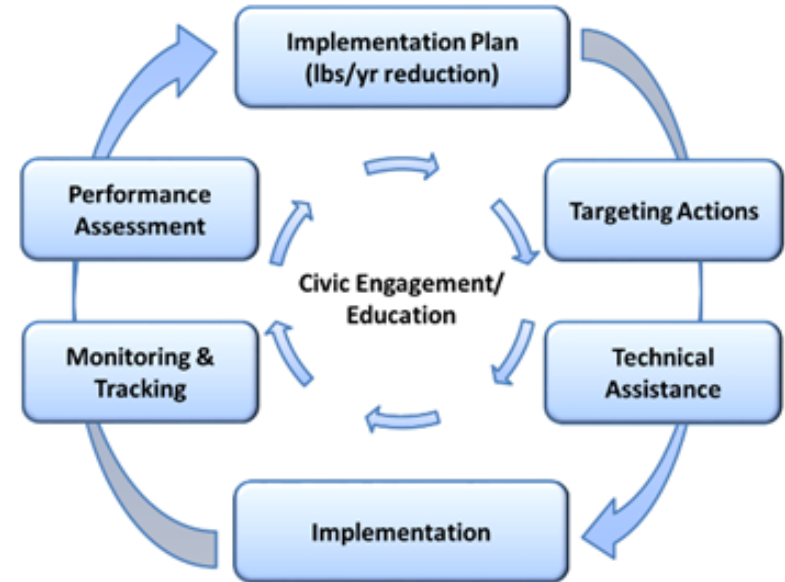 Implementation Plan
(lbs/yr reduction)
Performance
Assessment
Targeting Actions
Civic Engagement/
Education
Monitoring &
Tracking
Technical
Assistance
Implementation